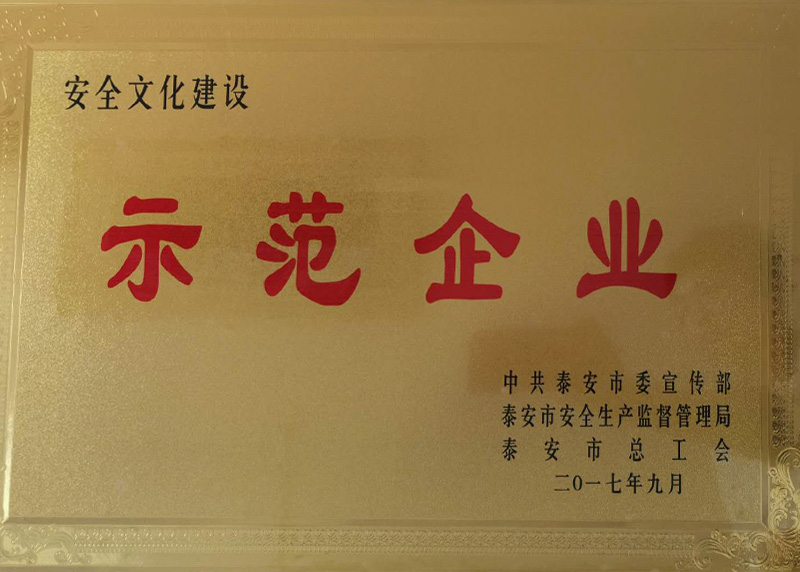 安全文化建设
示范企业
中共泰安市委宣传部
泰安市安全生产监督管理局
泰安市总工会
二〇一七年九月